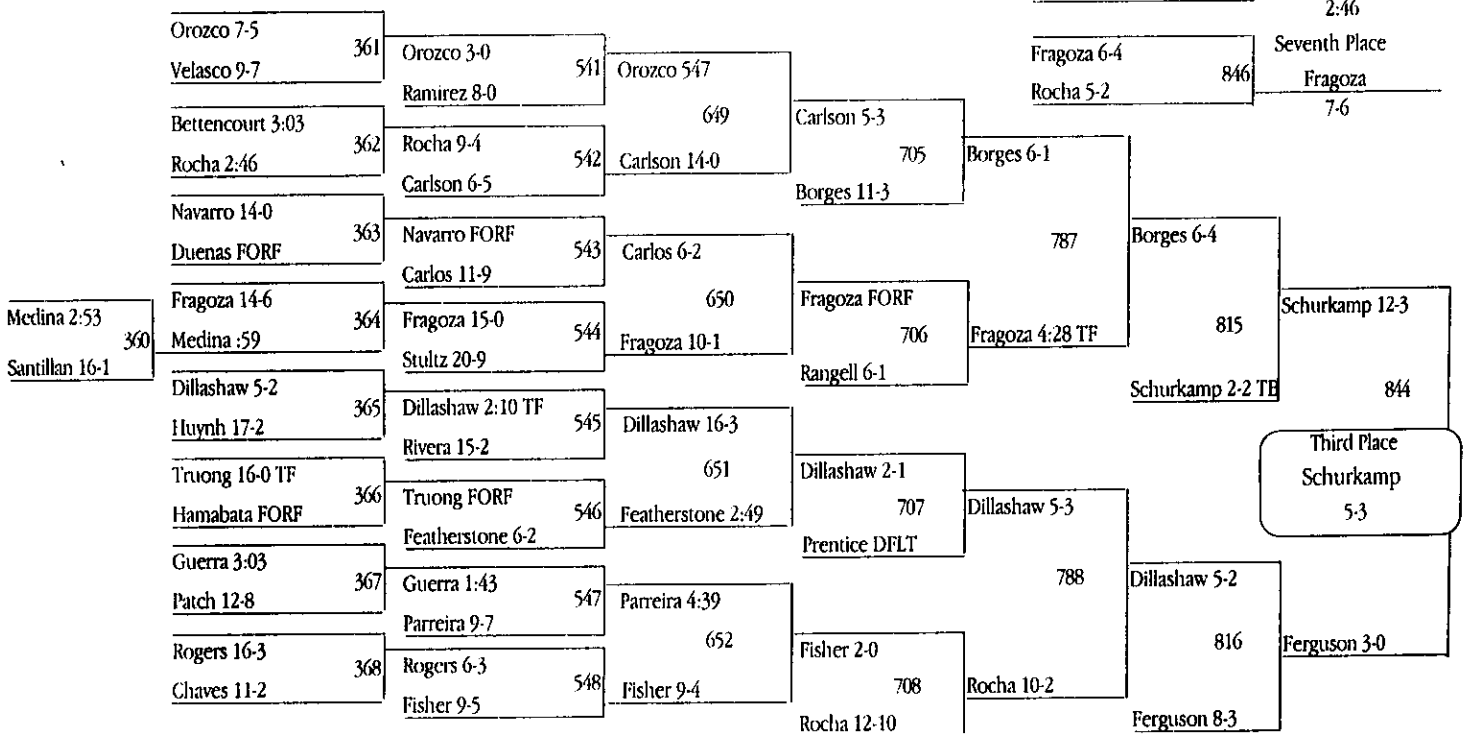 2:46
Seventh Place
Fragoza 6-4
Rocha 5-2
846
Fragoza
7-6
Medina 2:53
360
Santillan 16-1
Orozco 7-5
361
Velasco 9-7
Bettencourt 3:03
362
Rocha 2:46
Navarro 14-0
363
Duenas FORF
Fragoza 14-6
364
Medina :59
Dillashaw 5-2
365
Huynh 17-2
Truong 16-0 TF
366
Hamabata FORF
Guerra 3:03
367
Patch 12-8
Rogers 16-3
368
Chaves 11-2
Orozco 3-0
541
Ramirez 8-0
Rocha 9-4
542
Carlson 6-5
Navarro FORF
543
Carlos 11-9
Fragoza 15-0
544
Stultz 20-9
Dillashaw 2:10 TF
545
Rivera 15-2
Truong FORF
546
Featherstone 6-2
Guerra 1:43
547
Parreira 9-7
Rogers 6-3
548
Fisher 9-5
Orozco 547
649
Carlson 14-0
Carlos 6-2
650
Fragoza 10-1
Dillashaw 16-3
651
Featherstone 2:49
Parreira 4:39
652
Fisher 9-4
Carlson 5-3
705
Borges 11-3
Fragoza FORF
706
Rangell 6-1
Dillashaw 2-1
707
Prentice DFLT
Fisher 2-0
708
Rocha 12-10
Borges 6-1
787
Fragoza 4:28 TF
Dillashaw 5-3
788
Rocha 10-2
Borges 6-4
815
Schurkamp 2-2 TB
Dillashaw 5-2
816
Ferguson 8-3
Schurkamp 12-3
844
Ferguson 3-0
Third Place
Schurkamp
5-3